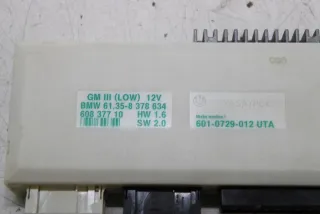 GM III (LOW) 12V
BMW 61.35-8 378 634
608 377 10 HW 1.6
SW 2.0
601-0729-012 UTA